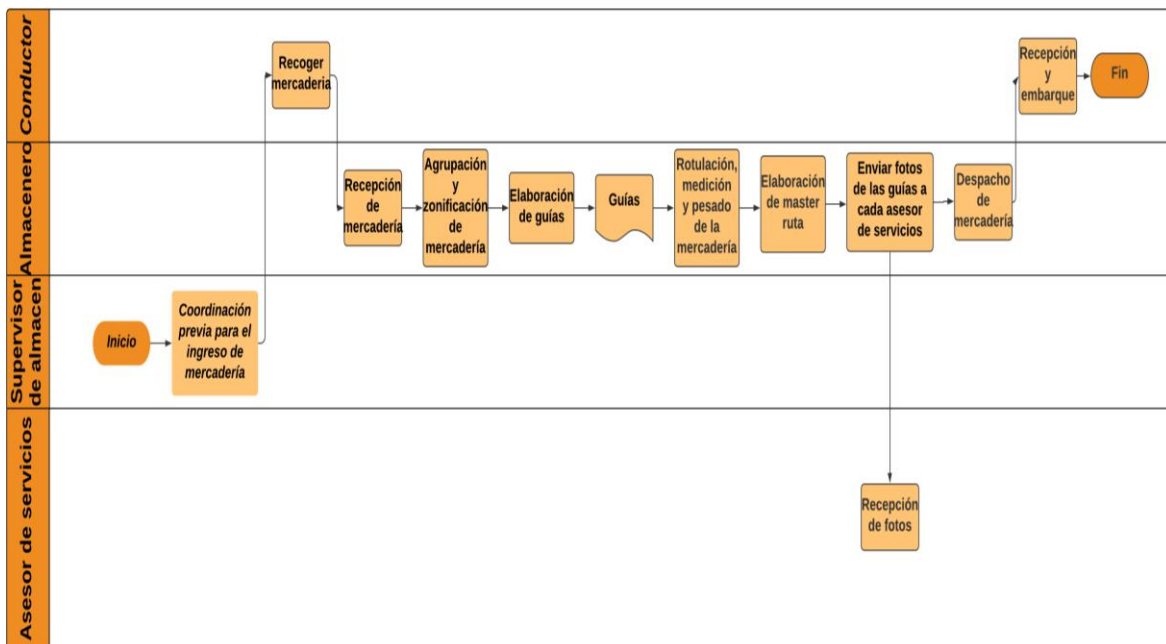 Conductor
Recoger
mercaderia
Recepción
y
embarque
Fin
Almacenero
Recepción
de
mercadería
Agrupación
y
zonificación
de
mercadería
Elaboración
de guías
Guías
Rotulación,
medición
y pesado
de la
mercadería
Elaboración
de master
ruta
Enviar fotos
de las guías a
cada asesor
de servicios
Despacho
de
mercadería
Supervisor
de almacen
Inicio
Coordinación
previa para el
ingreso de
mercadería
Asesor de servicios
Recepción
de fotos